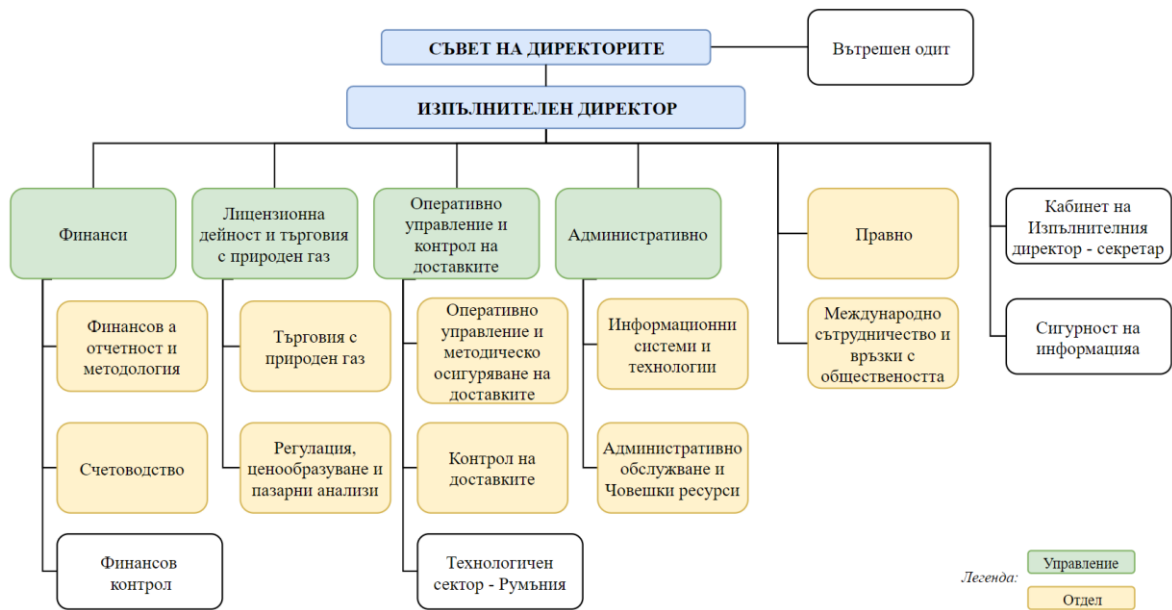 СЪВЕТ НА ДИРЕКТОРИТЕ
Вътрешен одит
ИЗПЪЛНИТЕЛЕН ДИРЕКТОР
Финанси
Лицензионна
дейност и търговия
с природен газ
Оперативно
управление и
контрол на
доставките
Административно
Правно
Кабинет на
Изпълнителния
директор - секретар
Финансов а
отчетност и
методология
Търговия с
природен газ
Оперативно
управление и
методическо
осигуряване на
доставките
Информационни
системи и
технологии
Международно
сътрудничество и
връзки с
обществеността
Сигурност на
информацияа
Счетоводство
Регулация,
ценообразуване и
пазарни анализи
Контрол на
доставките
Административно
обслужване и
Човешки ресурси
Финансов
контрол
Технологичен
сектор - Румъния
Легенда:
Управление
Отдел